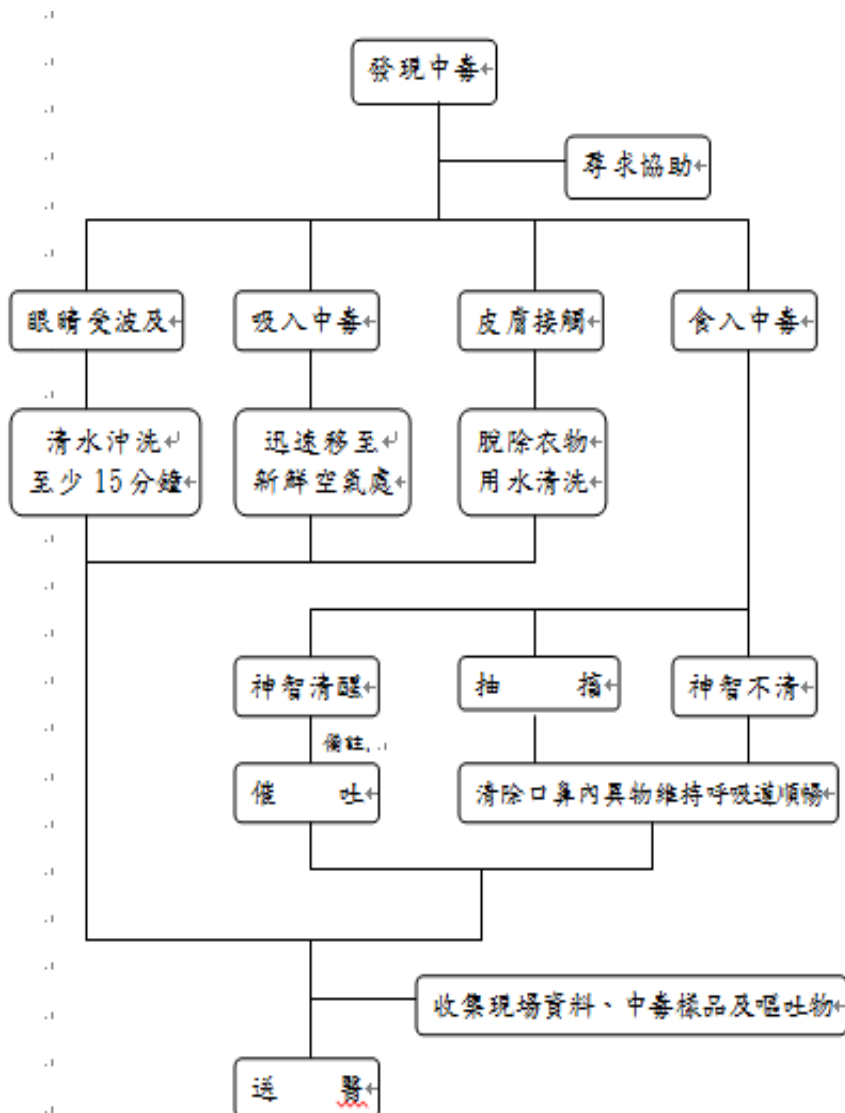 發現中毒
尋求協助
眼睛受波及
吸入中毒
皮膚接觸
食入中毒
清水沖洗
至少 15分鐘
迅速移至
新鮮空氣處
脫除衣物
用水清洗
神智清醒
抽 搐
神智不清
備註.
催 吐
清除口鼻內異物維持呼吸道順暢
收集現場資料、中毒樣品及嘔吐物
送 醫